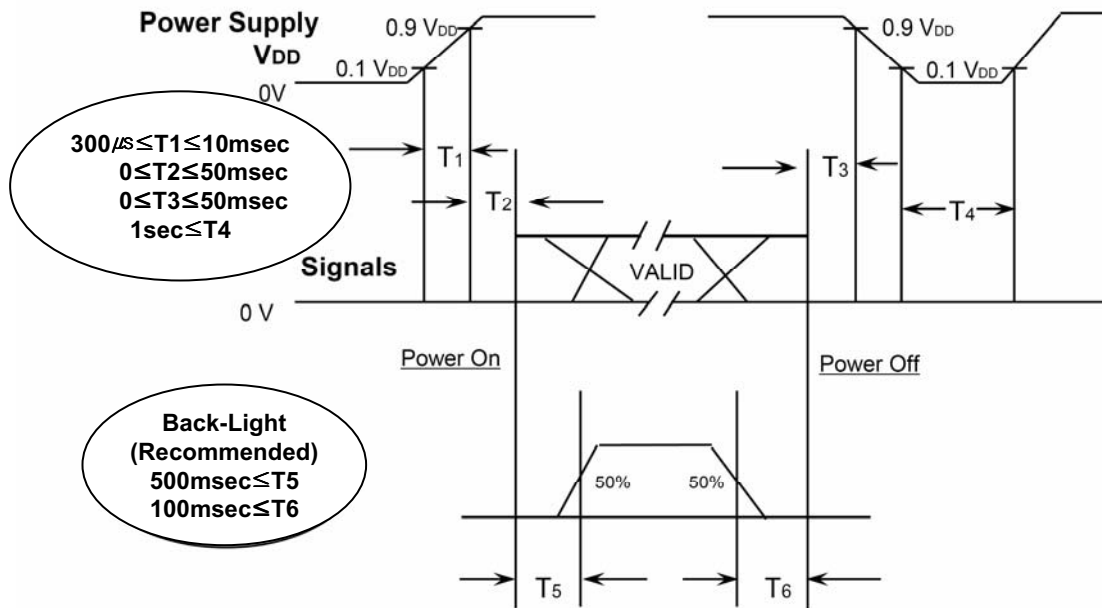 Power Supply
VDD
0.9 VDD
0.1 VDD
0V
0.9 VDD
0.1 VDD
300㎲≤T1≤10msec
0≤T2≤50msec
0≤T3≤50msec
1sec≤T4
T1
T2
T3
T4
Signals
VALID
0 V
Power On
Power Off
Back-Light
(Recommended)
500msec≤T5
100msec≤T6
50%
50%
T5
T6